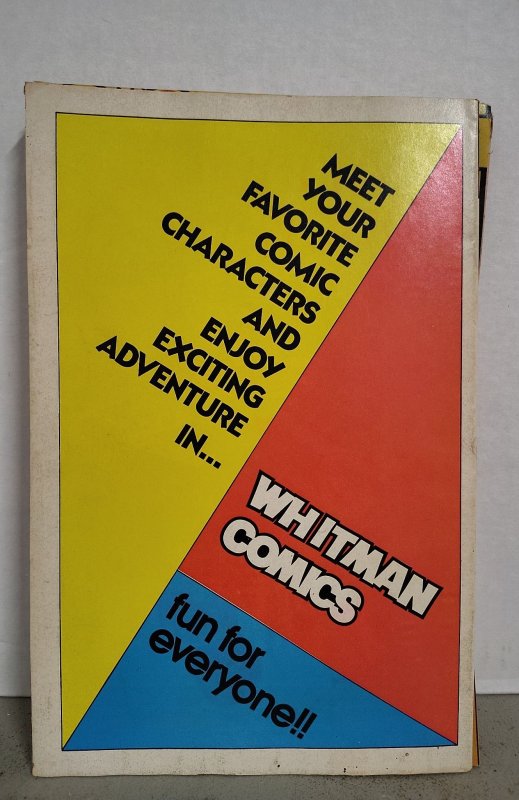 MEET
YOUR
FAVORITE
COMIC
CHARACTERS
AND
ENJOY
EXCITING
ADVENTURE
IN...
WHITMAN
COMICS
fun for
everyone!!